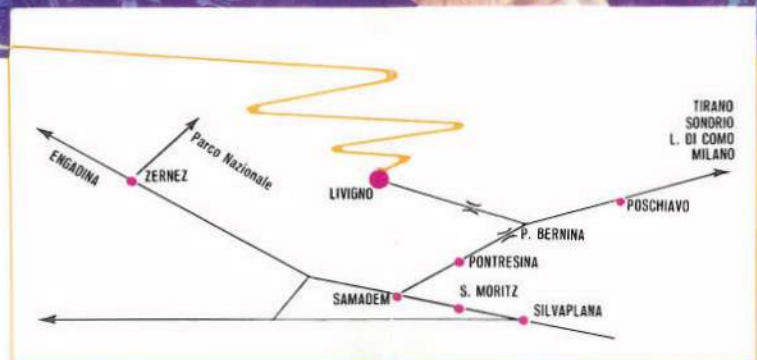 TIRANO
SONDRIO
L. DI COMO
MILANO
Parco Nazionale
ENGADINA
ZERNEZ
LIVIGNO
POSCHIAVO
P. BERNINA
PONTRESINA
SAMADEM
S. MORITZ
SILVAPLANA